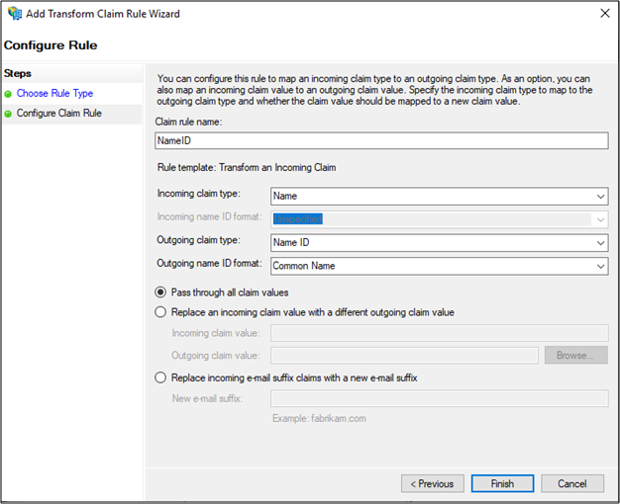 Add Transform Claim Rule Wizard
Configure Rule
Steps
Choose Rule Type
Configure Claim Rule
You can configure this rule to map an incoming claim type to an outgoing claim type. As an option, you can
also map an incoming claim value to an outgoing claim value. Specify the incoming claim type to map to the
outgoing claim type and whether the claim value should be mapped to a new claim value.
Claim rule name:
NameID
Rule template: Transform an Incoming Claim
Incoming claim type: Name
Incoming name ID format:
Outgoing claim type: Name ID
Outgoing name ID format: Common Name
Pass through all claim values
Replace an incoming claim value with a different outgoing claim value
Incoming claim value:
Outgoing claim value: Browse...
Replace incoming e-mail suffix claims with a new e-mail suffix
New e-mail suffix:
Example: fabrikam.com
< Previous Finish Cancel